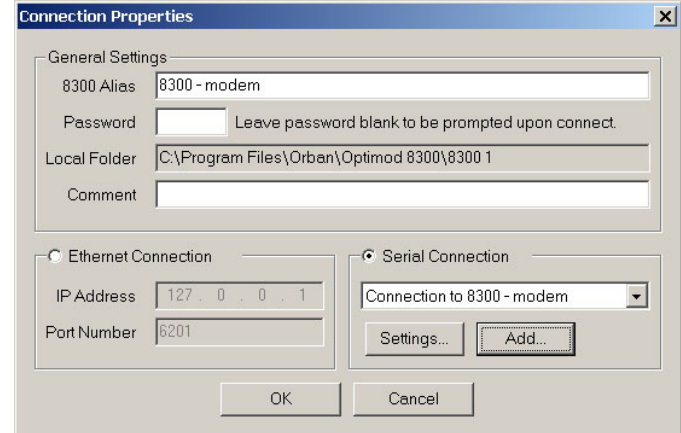 Connection Properties
General Settings
8300 Alias 8300 - modem
Password Leave password blank to be prompted upon connect.
Local Folder C:\Program Files\Orban\Optimod 8300\8300 1
Comment
Ethernet Connection
IP Address 127 . 0 . 0 . 1
Port Number 6201
Serial Connection
Connection to 8300 - modem
Settings... Add...
OK Cancel